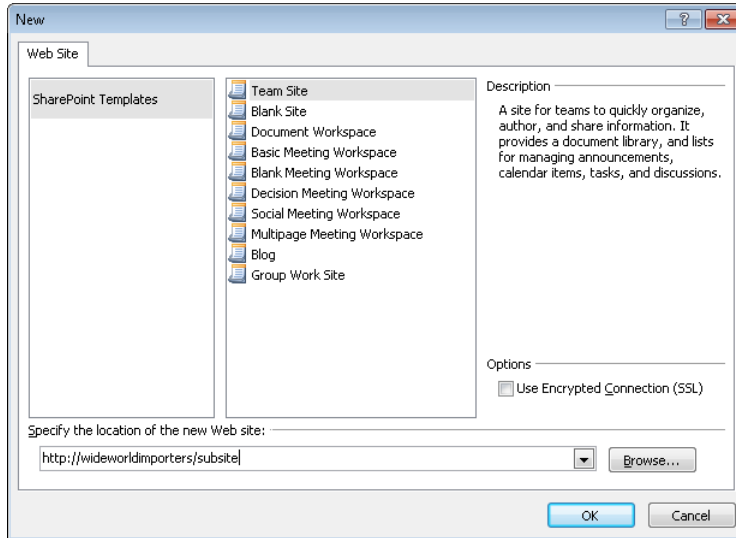 New
Web Site
SharePoint Templates
Team Site
Blank Site
Document Workspace
Basic Meeting Workspace
Blank Meeting Workspace
Decision Meeting Workspace
Social Meeting Workspace
Multipage Meeting Workspace
Blog
Group Work Site
Description
A site for teams to quickly organize,
author, and share information. It
provides a document library, and lists
for managing announcements,
calendar items, tasks, and discussions.
Options
Use Encrypted Connection (SSL)
Specify the location of the new Web site:
http://wideworldimporters/subsite
Browse...
OK
Cancel